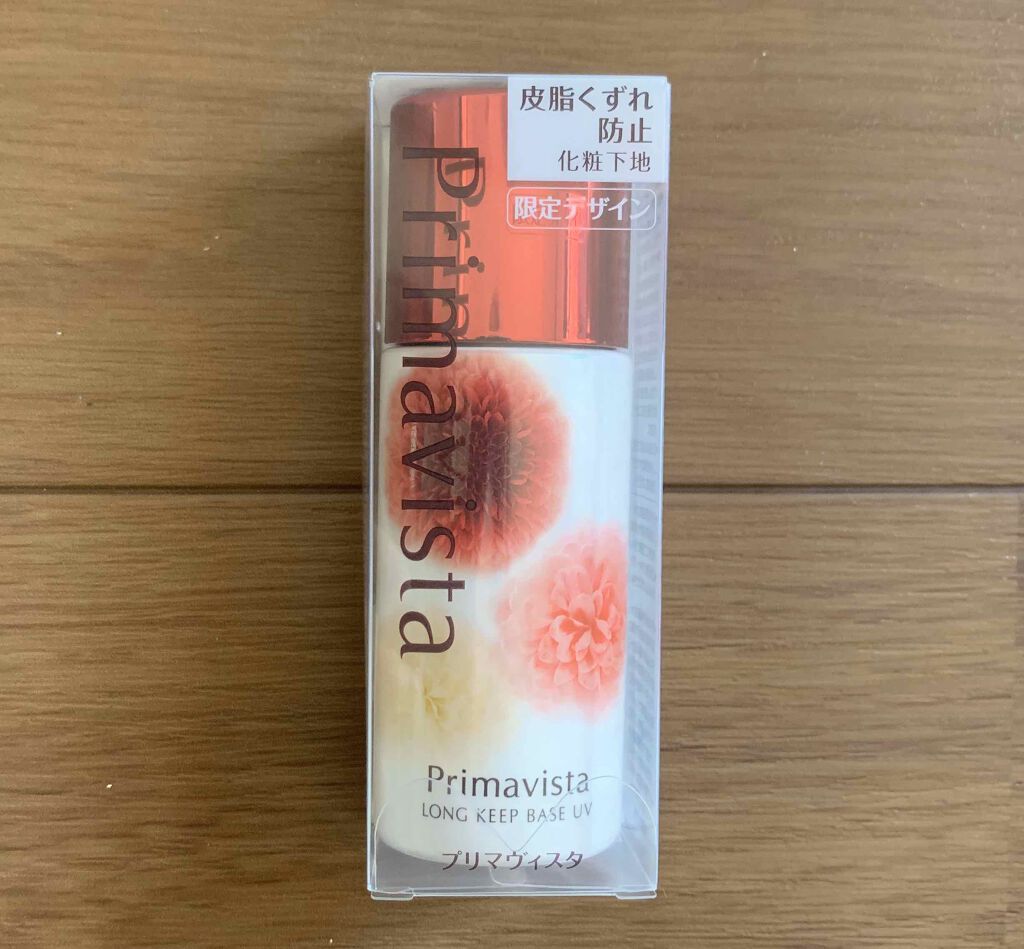 皮脂くずれ
防止
化粧下地
限定デザイン
Primavista
Primavista
LONG KEEP BASE UV
プリマヴィスタ